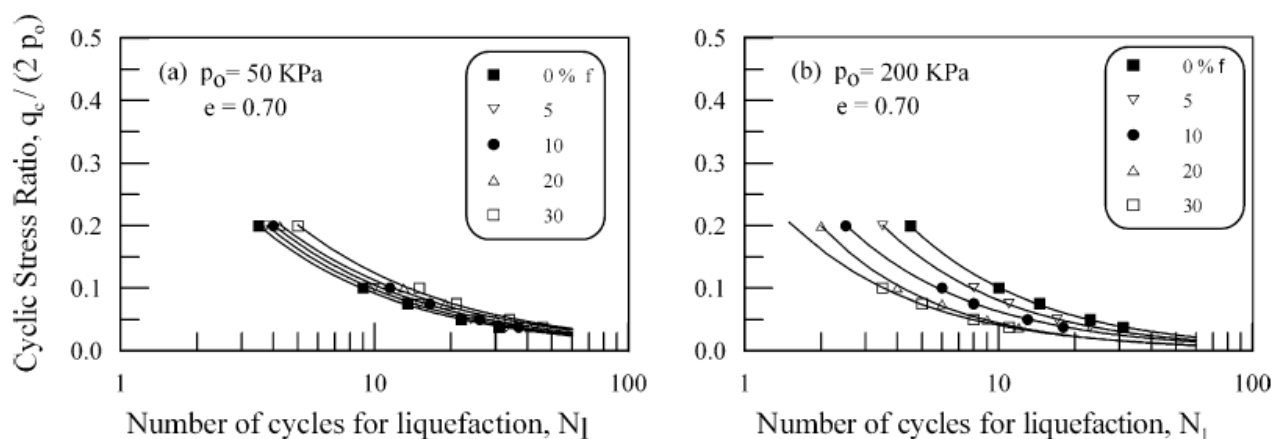 Cyclic Stress Ratio, q_c / (2 p_o)
0.5
0.4
0.3
0.2
0.1
0.0
(a) p_o = 50 KPa
e = 0.70
0 % f
5
10
20
30
1
10
100
Number of cycles for liquefaction, N_l
0.5
0.4
0.3
0.2
0.1
0.0
(b) p_o = 200 KPa
e = 0.70
0 % f
5
10
20
30
1
10
100
Number of cycles for liquefaction, N_l